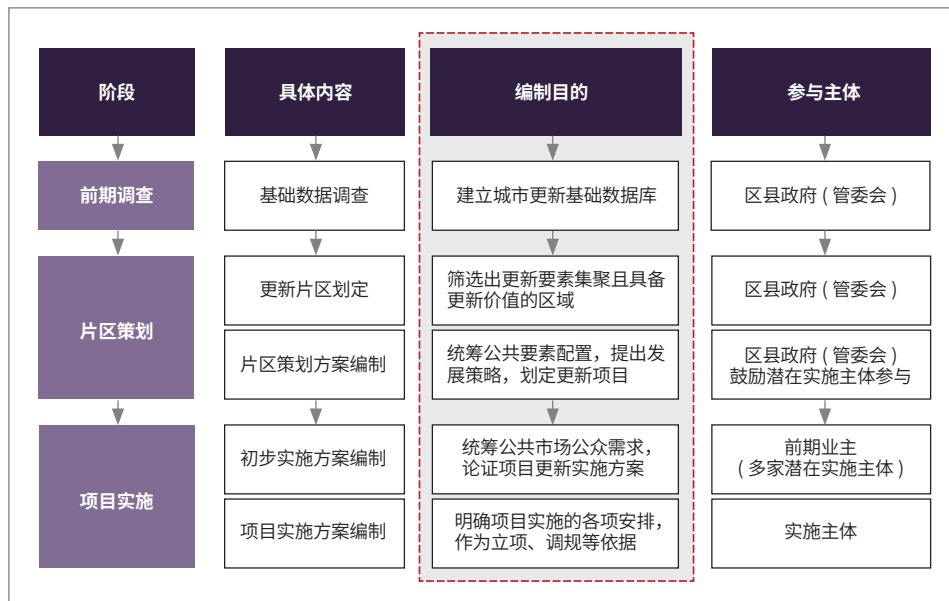 阶段
具体内容
编制目的
参与主体
前期调查
基础数据调查
建立城市更新基础数据库
区县政府 ( 管委会 )
片区策划
更新片区划定
筛选出更新要素集聚且具备
更新价值的区域
区县政府 ( 管委会 )
片区策划方案编制
统筹公共要素配置，提出发
展策略，划定更新项目
区县政府 ( 管委会 )
鼓励潜在实施主体参与
项目实施
初步实施方案编制
统筹公共市场公众需求，
论证项目更新实施方案
前期业主
( 多家潜在实施主体 )
项目实施方案编制
明确项目实施的各项安排，
作为立项、调规等依据
实施主体